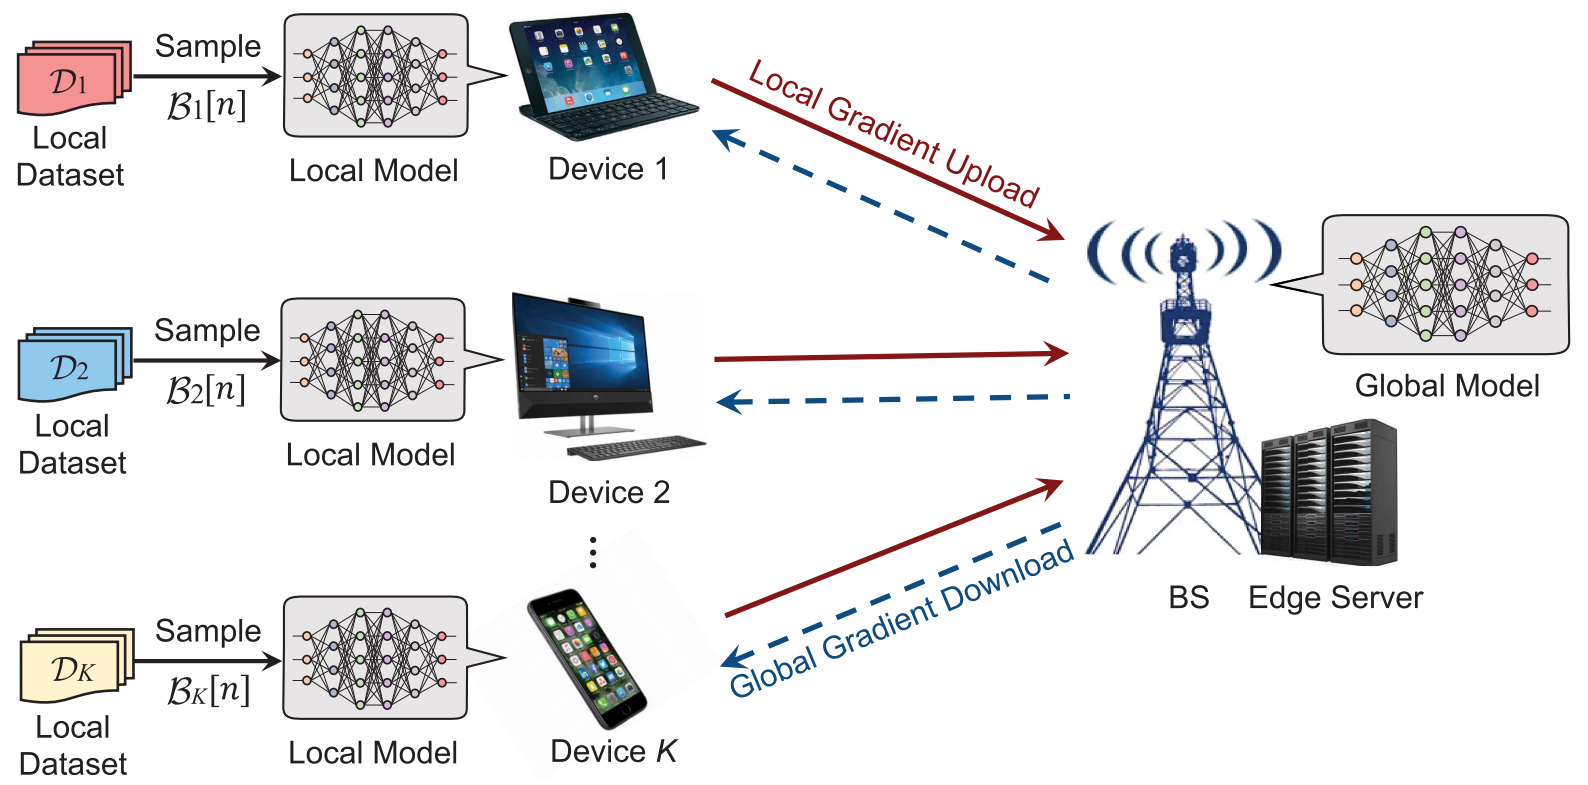 𝒟1
Sample
ℬ1[n]
Local
Dataset
Local Model
Device 1
Local Gradient Upload
𝒟2
Sample
ℬ2[n]
Local
Dataset
Local Model
Device 2
Global Model
⋮
𝒟K
Sample
ℬK[n]
Local
Dataset
Local Model
Device K
Global Gradient Download
BS
Edge Server